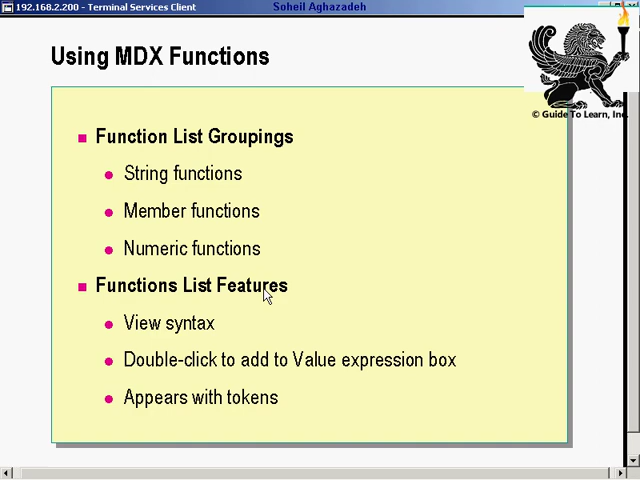 192.168.2.200 - Terminal Services Client
Soheil Aghazadeh
Using MDX Functions
© Guide To Learn, Inc.
Function List Groupings
String functions
Member functions
Numeric functions
Functions List Features
View syntax
Double-click to add to Value expression box
Appears with tokens